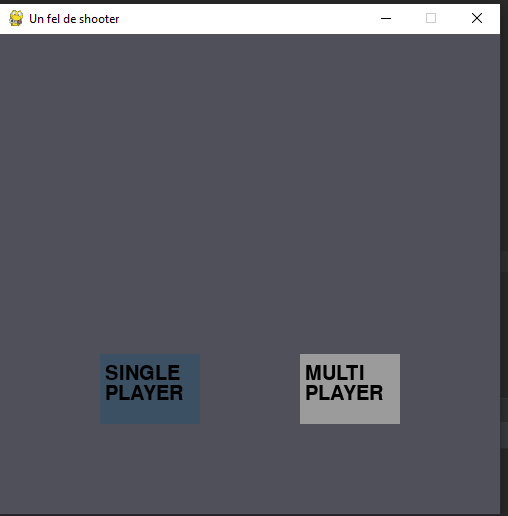 Un fel de shooter
SINGLE
PLAYER
MULTI
PLAYER